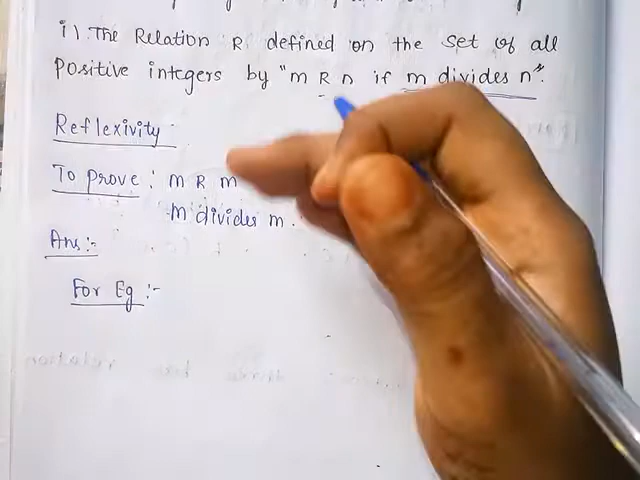 i) The Relation R defined on the set of all
Positive integers by "m R n if m divides n".
Reflexivity
To prove : m R m
m divides m.
Ans:-
For Eg :-